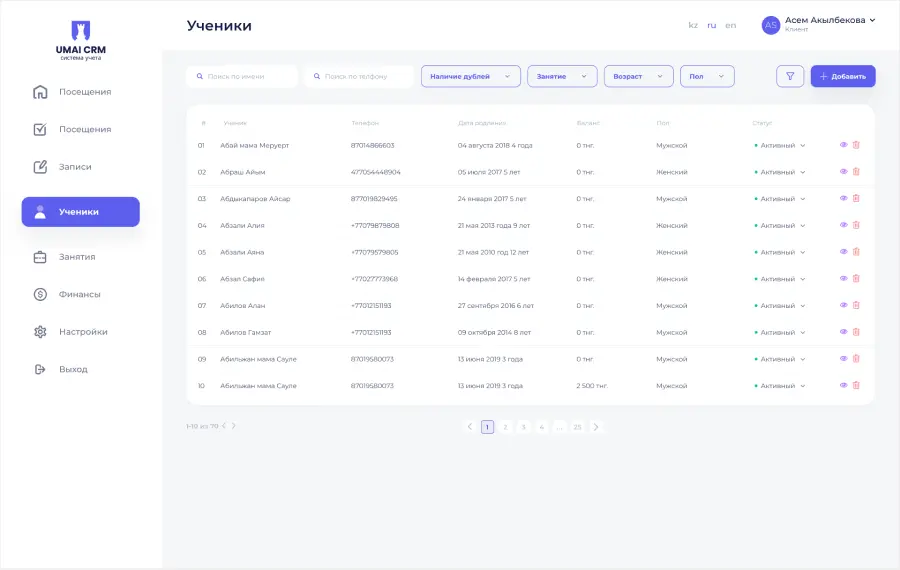 UMAI CRM
система учета
Посещения
Посещения
Записи
Ученики
Занятия
Финансы
Настройки
Выход
Ученики
kz ru en
AS
Асем Акылбекова
Клиент
Поиск по имени
Поиск по телфону
Наличие дублей
Занятие
Возраст
Пол
+ Добавить
# Ученик Телефон Дата родления Баланс Пол Статус
01 Абай мама Меруерт 87014866603 04 августа 2018 4 года 0 тнг. Мужской Активный
02 Абраш Айым 477054448904 05 июля 2017 5 лет 0 тнг. Женский Активный
03 Абдыкапаров Айсар 877019829495 24 января 2017 5 лет 0 тнг. Мужской Активный
04 Абзали Алия +77079879808 21 мая 2013 года 9 лет 0 тнг. Женский Активный
05 Абзали Аяна +77079579805 21 мая 2010 год 12 лет 0 тнг. Женский Активный
06 Абзал Сафия +77027773968 14 февраля 2017 5 лет 0 тнг. Женский Активный
07 Абилов Алан +77012151193 27 сентября 2016 6 лет 0 тнг. Мужской Активный
08 Абилов Гамзат +77012151193 09 октября 2014 8 лет 0 тнг. Мужской Активный
09 Абильжан мама Сауле 87019580073 13 июня 2019 3 года 0 тнг Мужской Активный
10 Абильжан мама Сауле 87019580073 13 июня 2019 3 года 2 500 тнг. Мужской Активный
1-10 из 70
1 2 3 4 ... 25